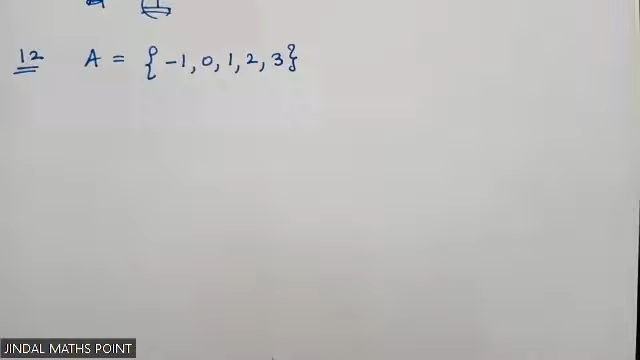 12 A = {-1, 0, 1, 2, 3}
JINDAL MATHS POINT